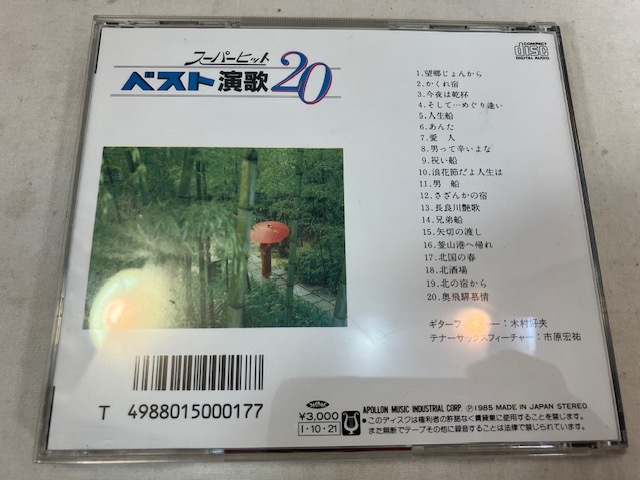 スーパーヒット
ベスト演歌20
COMPACT
DISC
DIGITAL AUDIO
1.望郷じょんから
2.かくれ宿
3.今夜は乾杯
4.そして…めぐり逢い
5.人生船
6.あんた
7.愛人
8.男って辛いよな
9.祝い船
10.浪花節だよ人生は
11.男船
12.さざんかの宿
13.長良川艶歌
14.兄弟船
15.矢切の渡し
16.釜山港へ帰れ
17.北国の春
18.北酒場
19.北の宿から
20.奥飛騨慕情
ギターフィーチャー:木村好夫
テナーサックスフィーチャー:市原宏祐
T 4988015000177
¥3,000
I・10・21
APOLLON MUSIC INDUSTRIAL CORP. Ⓟ1985 MADE IN JAPAN STEREO
このディスクは権利者の許諾なく賃貸業に使用することを禁じます
また無断でテープその他に録音することは法律で禁じられています。